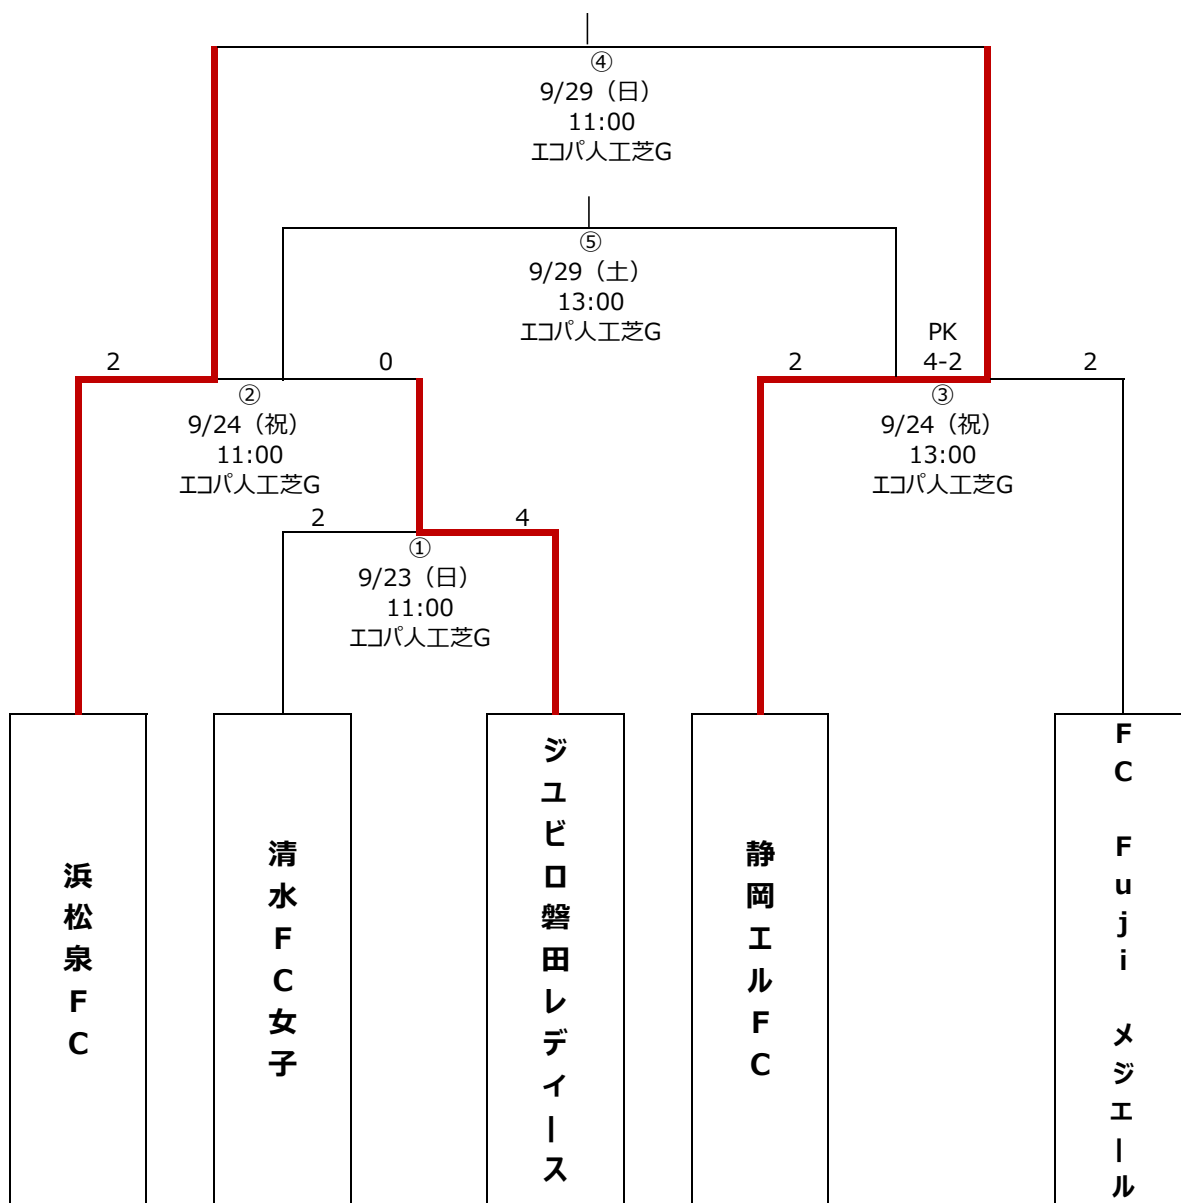 ④
9/29（日）
11:00
エコパ人工芝G
⑤
9/29（土）
13:00
エコパ人工芝G
PK
2
0
2
4-2
2
②
9/24（祝）
11:00
エコパ人工芝G
③
9/24（祝）
13:00
エコパ人工芝G
2
4
①
9/23（日）
11:00
エコパ人工芝G
浜松泉FC
清水FC女子
ジユビロ磐田レディース
静岡エルFC
FC Fuji メジエール